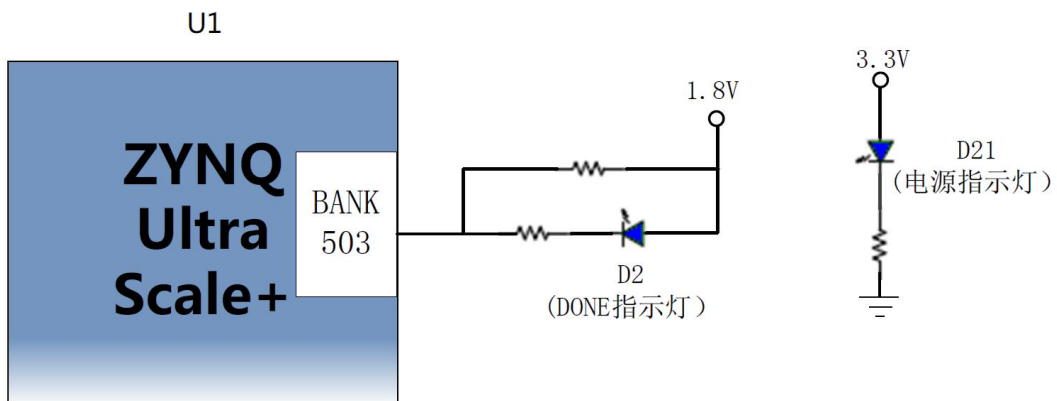 U1
ZYNQ
Ultra
Scale+
BANK
503
1.8V
D2
(DONE指示灯)
3.3V
D21
(电源指示灯)